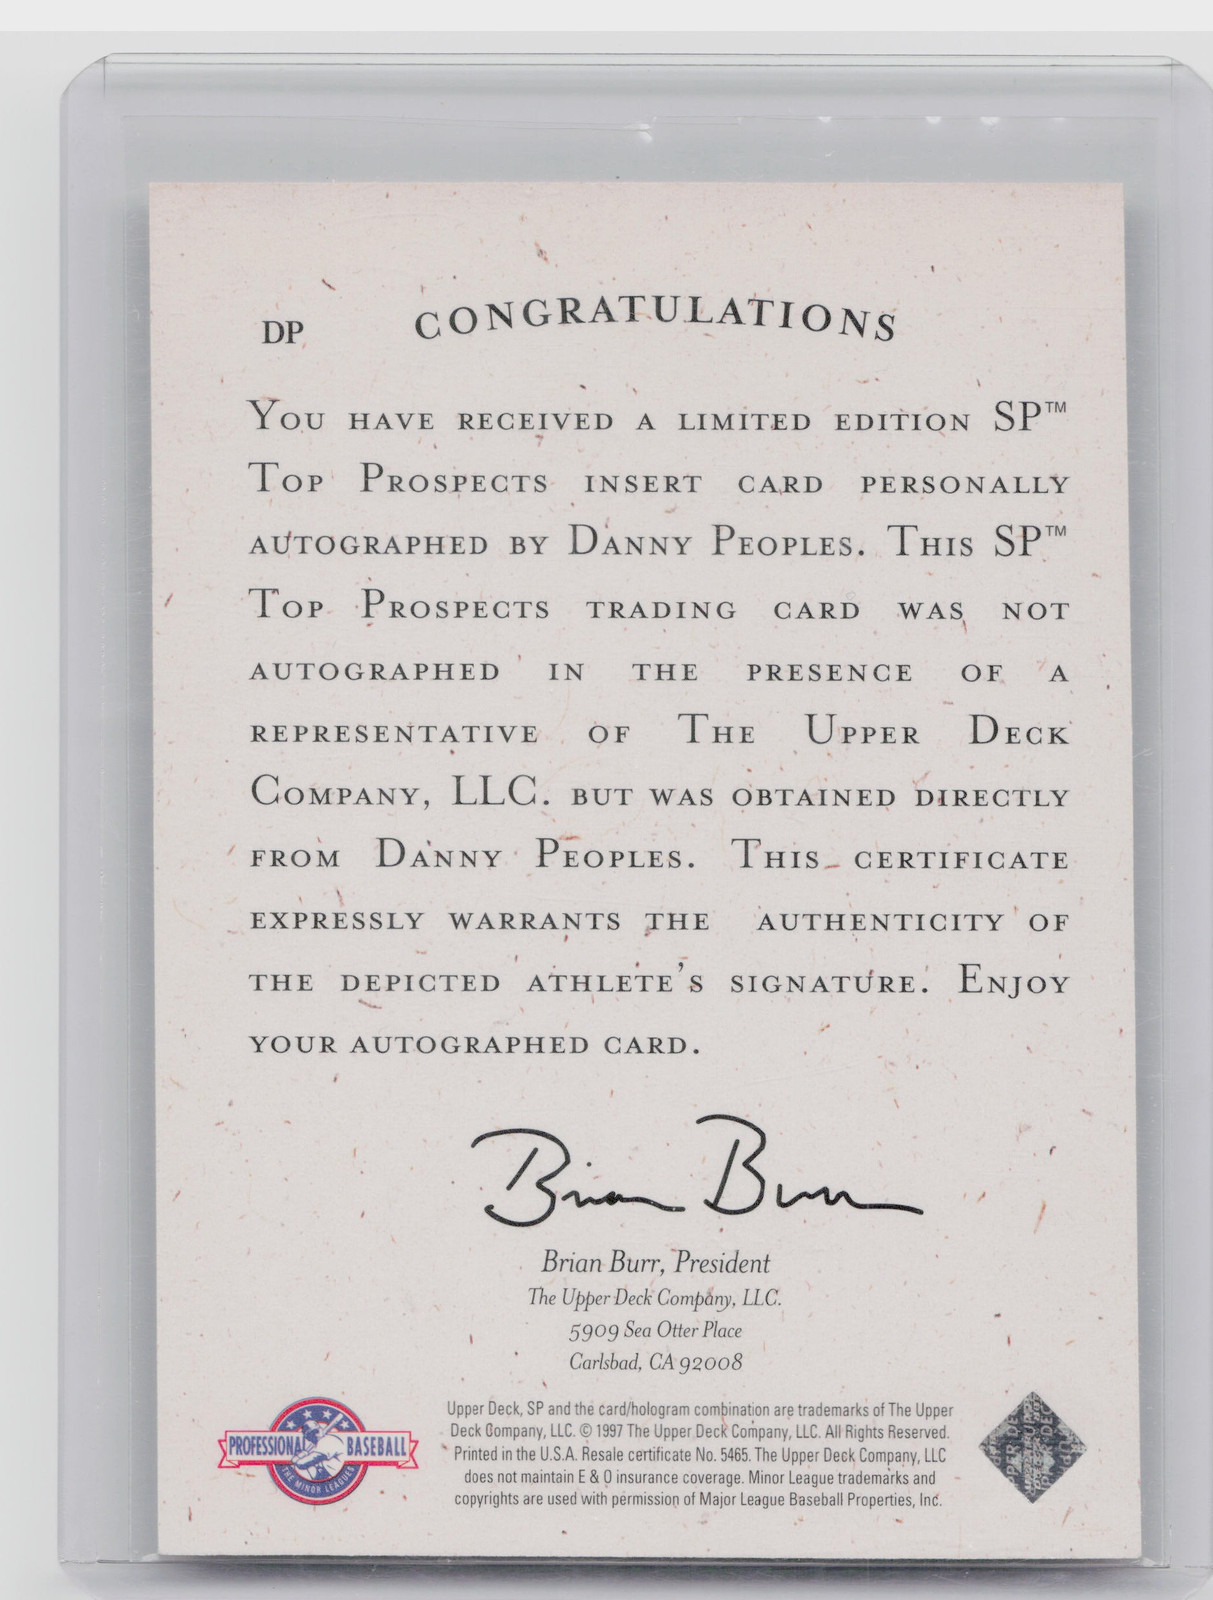 DP
CONGRATULATIONS
YOU HAVE RECEIVED A LIMITED EDITION SP™
TOP PROSPECTS INSERT CARD PERSONALLY
AUTOGRAPHED BY DANNY PEOPLES. THIS SP™
TOP PROSPECTS TRADING CARD WAS NOT
AUTOGRAPHED IN THE PRESENCE OF A
REPRESENTATIVE OF THE UPPER DECK
COMPANY, LLC. BUT WAS OBTAINED DIRECTLY
FROM DANNY PEOPLES. THIS CERTIFICATE
EXPRESSLY WARRANTS THE AUTHENTICITY OF
THE DEPICTED ATHLETE'S SIGNATURE. ENJOY
YOUR AUTOGRAPHED CARD.
Brian Burr
Brian Burr, President
The Upper Deck Company, LLC.
5909 Sea Otter Place
Carlsbad, CA 92008
PROFESSIONAL BASEBALL
THE MINOR LEAGUES
Upper Deck, SP and the card/hologram combination are trademarks of The Upper
Deck Company, LLC. © 1997 The Upper Deck Company, LLC. All Rights Reserved.
Printed in the U.S.A. Resale certificate No. 5465. The Upper Deck Company, LLC
does not maintain E & O insurance coverage. Minor League trademarks and
copyrights are used with permission of Major League Baseball Properties, Inc.